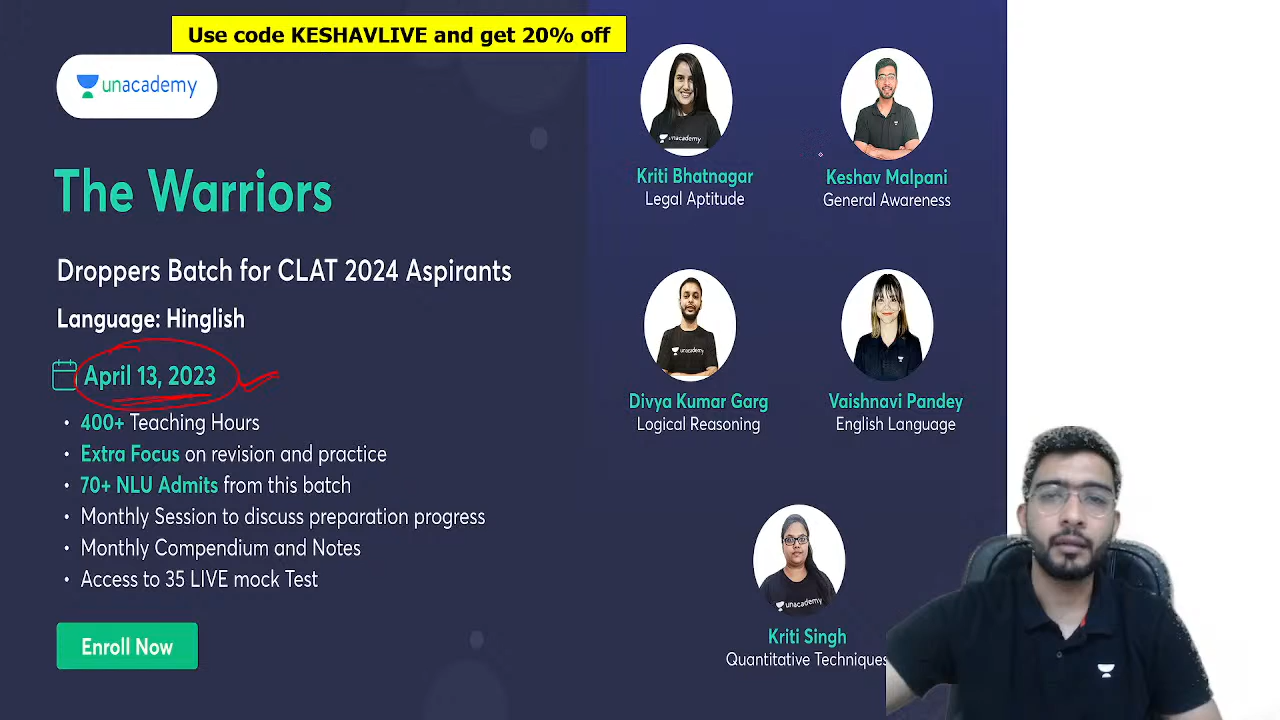 Use code KESHAVLIVE and get 20% off
unacademy
The Warriors
Droppers Batch for CLAT 2024 Aspirants
Language: Hinglish
April 13, 2023
• 400+ Teaching Hours
• Extra Focus on revision and practice
• 70+ NLU Admits from this batch
• Monthly Session to discuss preparation progress
• Monthly Compendium and Notes
• Access to 35 LIVE mock Test
Enroll Now
unacademy
Kriti Bhatnagar
Legal Aptitude
Keshav Malpani
General Awareness
unacademy
Divya Kumar Garg
Logical Reasoning
Vaishnavi Pandey
English Language
unacademy
Kriti Singh
Quantitative Techniques